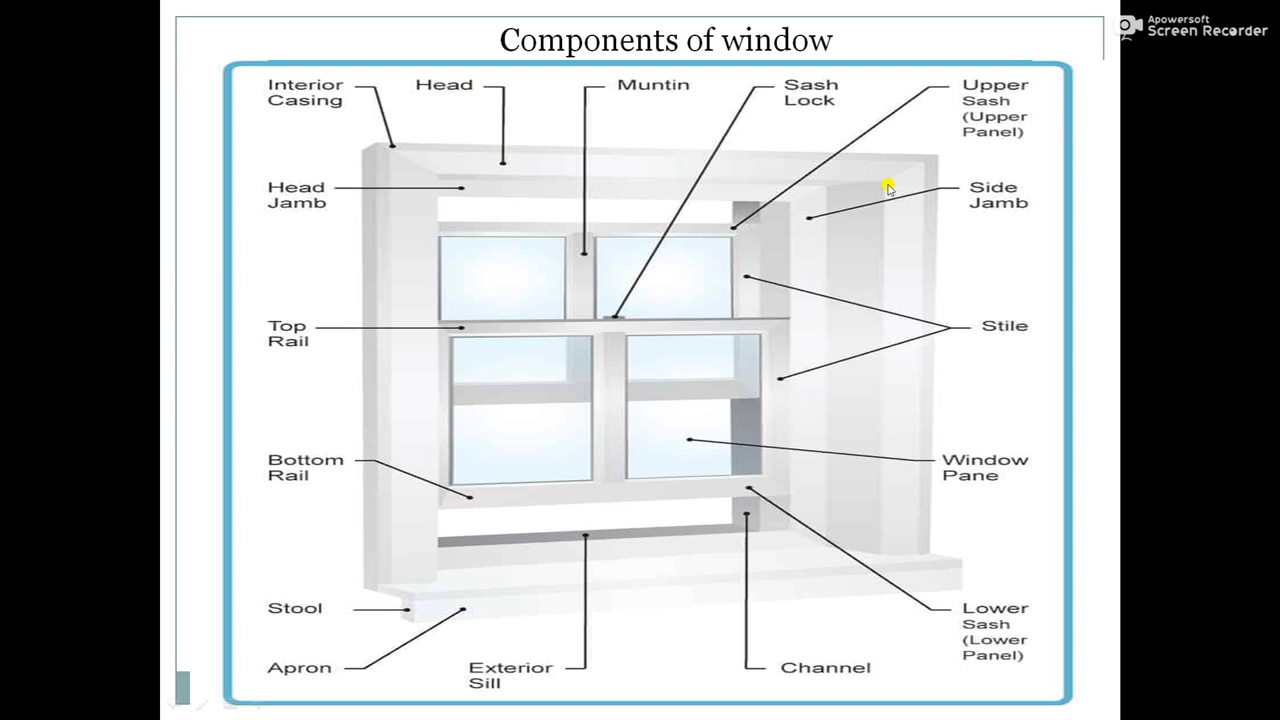 Apowersoft
Screen Recorder
Components of window
Interior
Casing
Head
Muntin
Sash
Lock
Upper
Sash
(Upper
Panel)
Head
Jamb
Side
Jamb
Top
Rail
Stile
Bottom
Rail
Window
Pane
Stool
Lower
Sash
(Lower
Panel)
Apron
Exterior
Sill
Channel